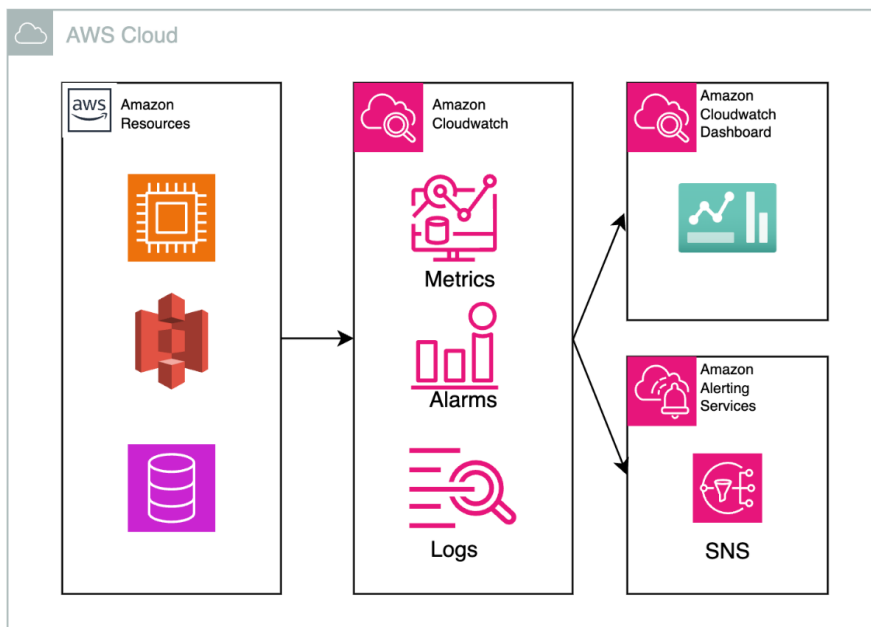 AWS Cloud
aws
Amazon
Resources
Amazon
Cloudwatch
Metrics
Alarms
Logs
Amazon
Cloudwatch
Dashboard
Amazon
Alerting
Services
SNS